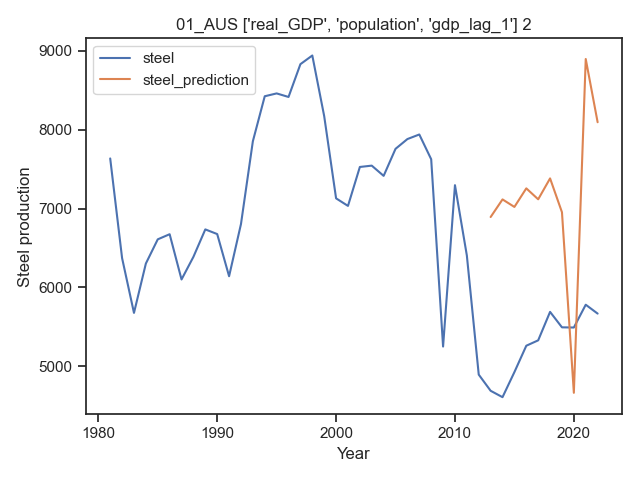 01_AUS ['real_GDP', 'population', 'gdp_lag_1'] 2
steel
steel_prediction
Steel production
9000
8000
7000
6000
5000
1980 1990 2000 2010 2020
Year